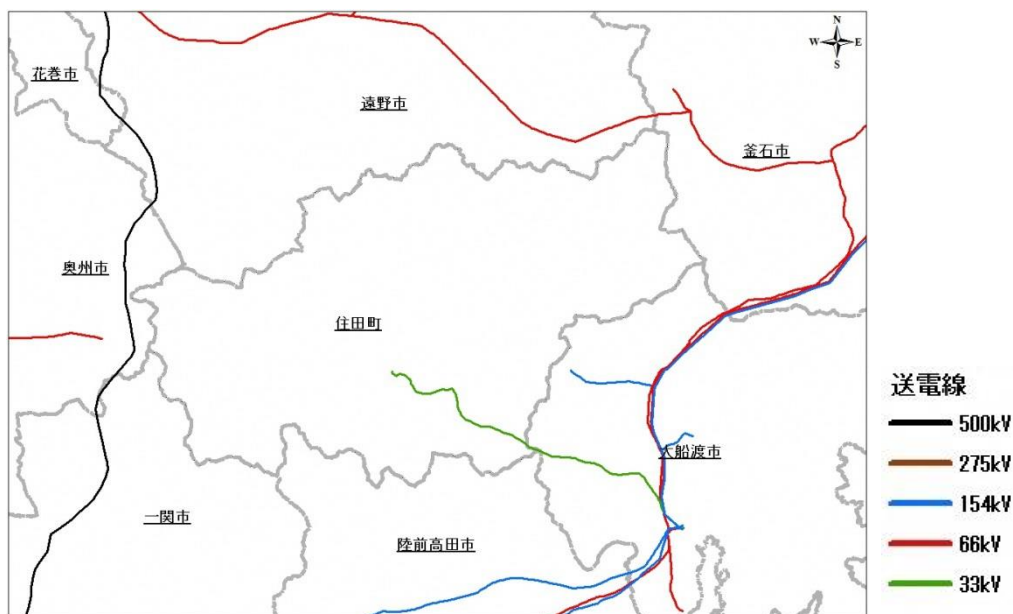 N
W E
S
花巻市
遠野市
釜石市
奥州市
住田町
大船渡市
一関市
陸前高田市
送電線
500kV
275kV
154kV
66kV
33kV